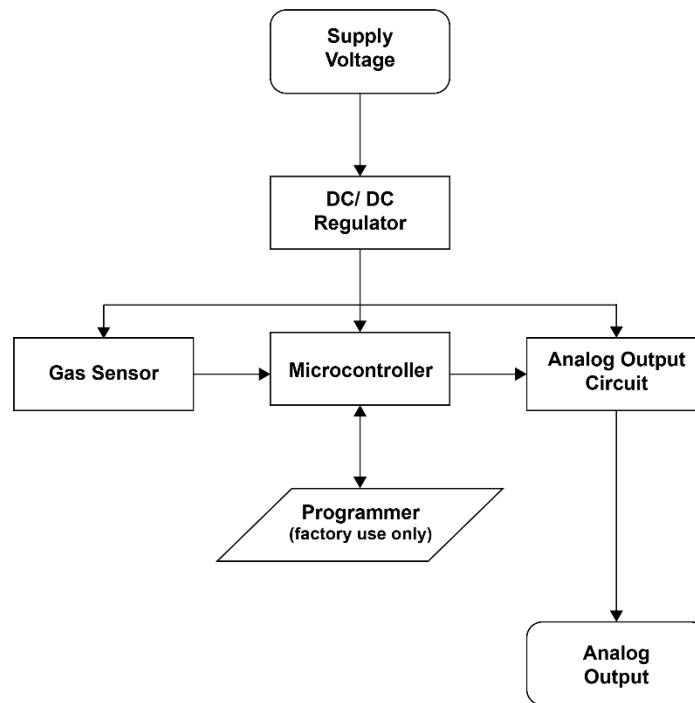 Supply
Voltage
DC/ DC
Regulator
Gas Sensor
Microcontroller
Analog Output
Circuit
Programmer
(factory use only)
Analog
Output